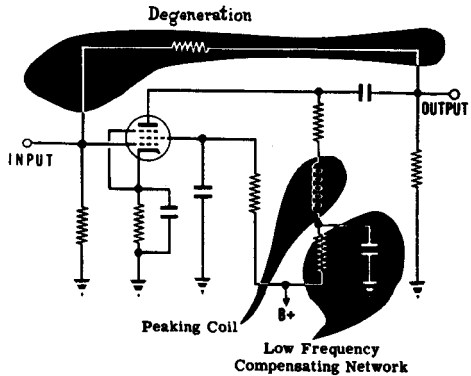 Degeneration
OUTPUT
INPUT
B+
Peaking Coil
Low Frequency
Compensating Network